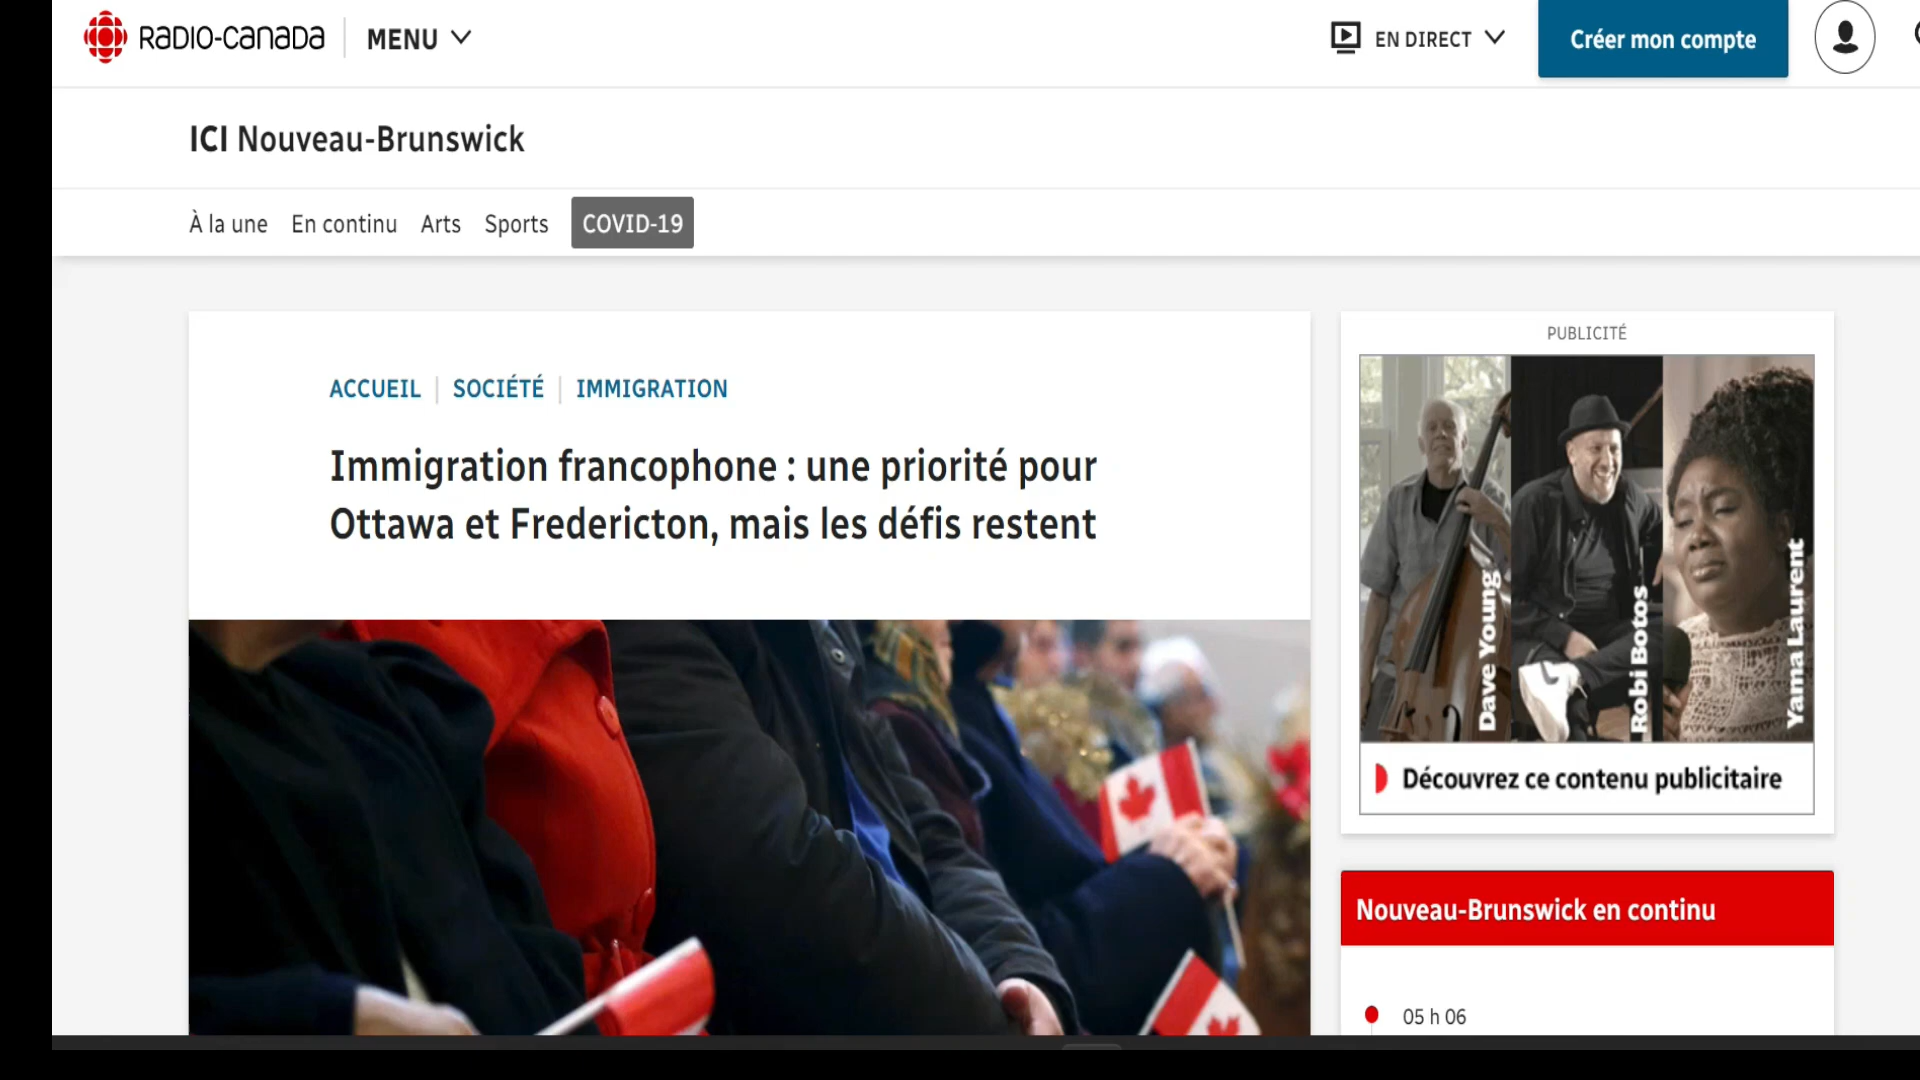 RADIO-CANADA
MENU
EN DIRECT
Créer mon compte
ICI Nouveau-Brunswick
À la une En continu Arts Sports COVID-19
ACCUEIL SOCIÉTÉ IMMIGRATION
Immigration francophone : une priorité pour
Ottawa et Fredericton, mais les défis restent
PUBLICITÉ
Dave Young
Robi Botos
Yama Laurent
Découvrez ce contenu publicitaire
Nouveau-Brunswick en continu
05 h 06